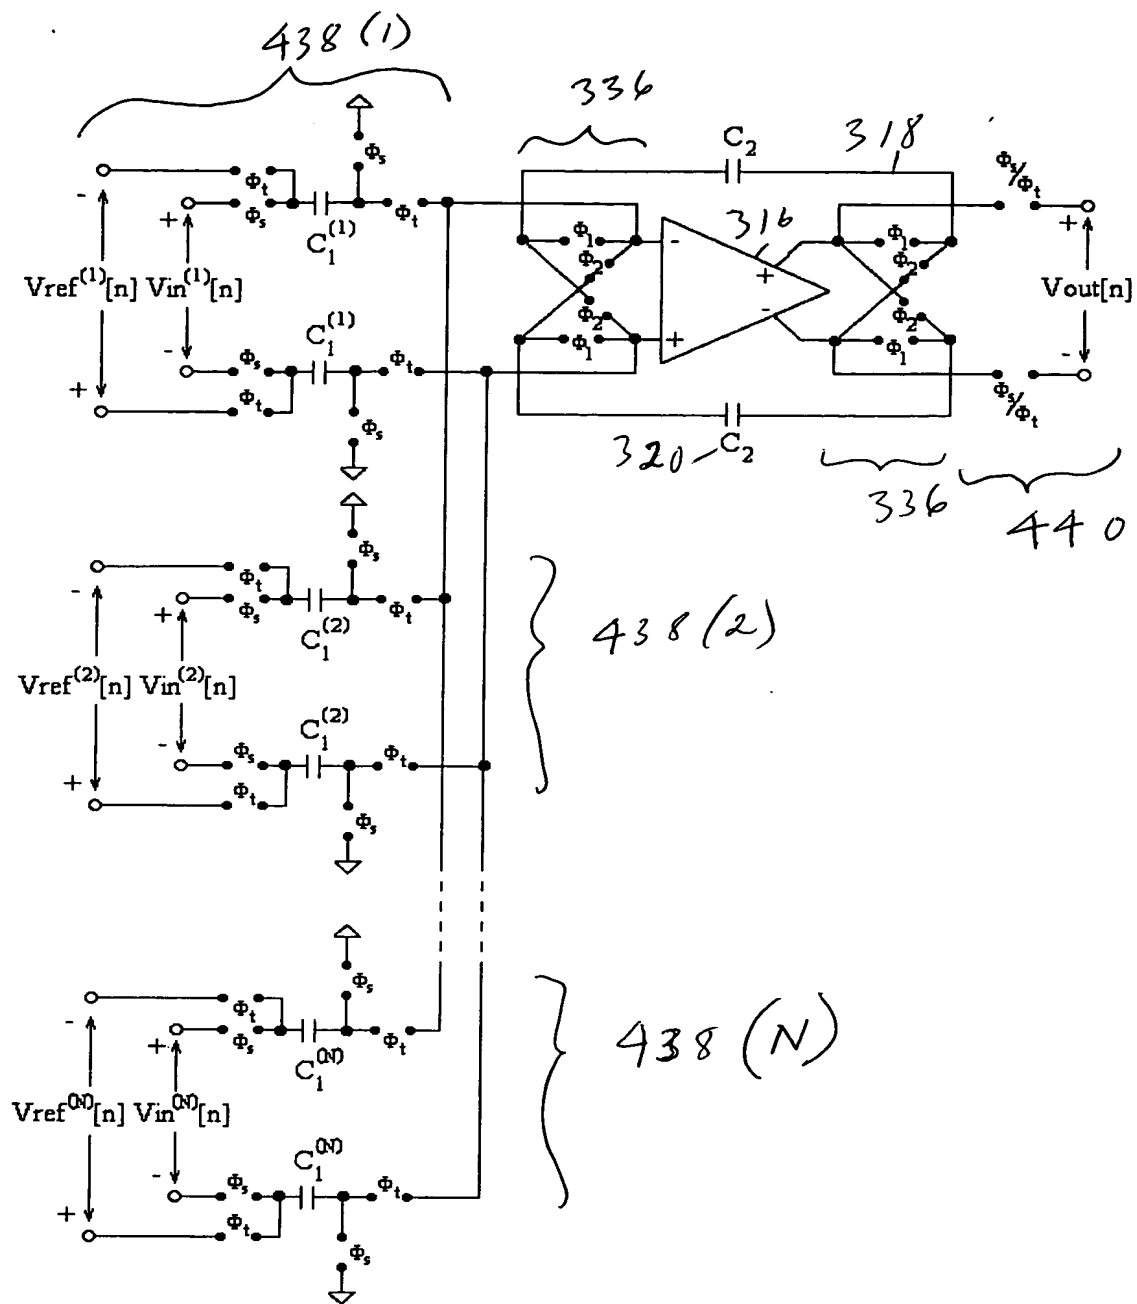 438 (1)
336
C₂
318
Φs
Φs/Φt
- Φt
+ Φs C₁⁽¹⁾ Φt
Φ₁ - 316 + Φ₁ +
Φ₂ Φ₂
Vref⁽¹⁾[n] Vin⁽¹⁾[n] Vout[n]
C₁⁽¹⁾ Φ₂ - Φ₂
- Φs Φt Φ₁ + Φ₁ -
+ Φt Φs/Φt
Φs
320 C₂
336
440
Φs
- Φt
+ Φs C₁⁽²⁾ Φt
438 (2)
Vref⁽²⁾[n] Vin⁽²⁾[n]
C₁⁽²⁾
- Φs Φt
+ Φt
Φs
Φs
- Φt
+ Φs C₁⁽ᴺ⁾ Φt
438 (N)
Vref⁽ᴺ⁾[n] Vin⁽ᴺ⁾[n]
C₁⁽ᴺ⁾
- Φs Φt
+ Φt
Φs